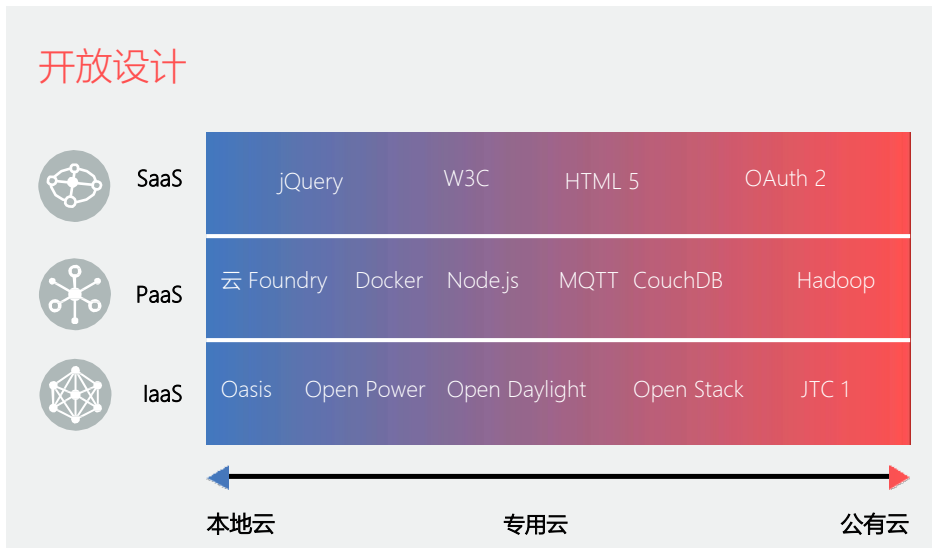 开放设计
SaaS jQuery W3C HTML 5 OAuth 2
PaaS 云 Foundry Docker Node.js MQTT CouchDB Hadoop
IaaS Oasis Open Power Open Daylight Open Stack JTC 1
本地云 专用云 公有云